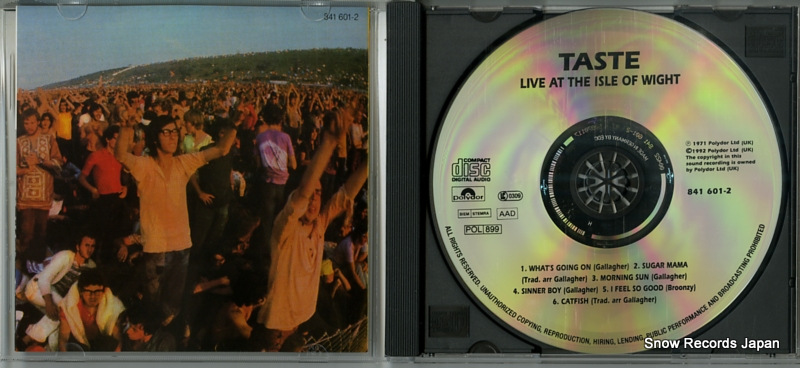 841 601-2
TASTE
LIVE AT THE ISLE OF WIGHT
COMPACT
disc
DIGITAL AUDIO
Polydor
0309
BIEM STEMRA
AAD
POL 899
℗ 1971 Polydor Ltd (UK)
© 1992 Polydor Ltd (UK)
The copyright in this
sound recording is owned
by Polydor Ltd (UK)
841 601-2
1. WHAT'S GOING ON (Gallagher) 2. SUGAR MAMA
(Trad. arr Gallagher) 3. MORNING SUN (Gallagher)
4. SINNER BOY (Gallagher) 5. I FEEL SO GOOD (Broonzy)
6. CATFISH (Trad. arr Gallagher)
ALL RIGHTS RESERVED. UNAUTHORIZED COPYING, REPRODUCTION, HIRING, LENDING, PUBLIC PERFORMANCE AND BROADCASTING PROHIBITED
Snow Records Japan